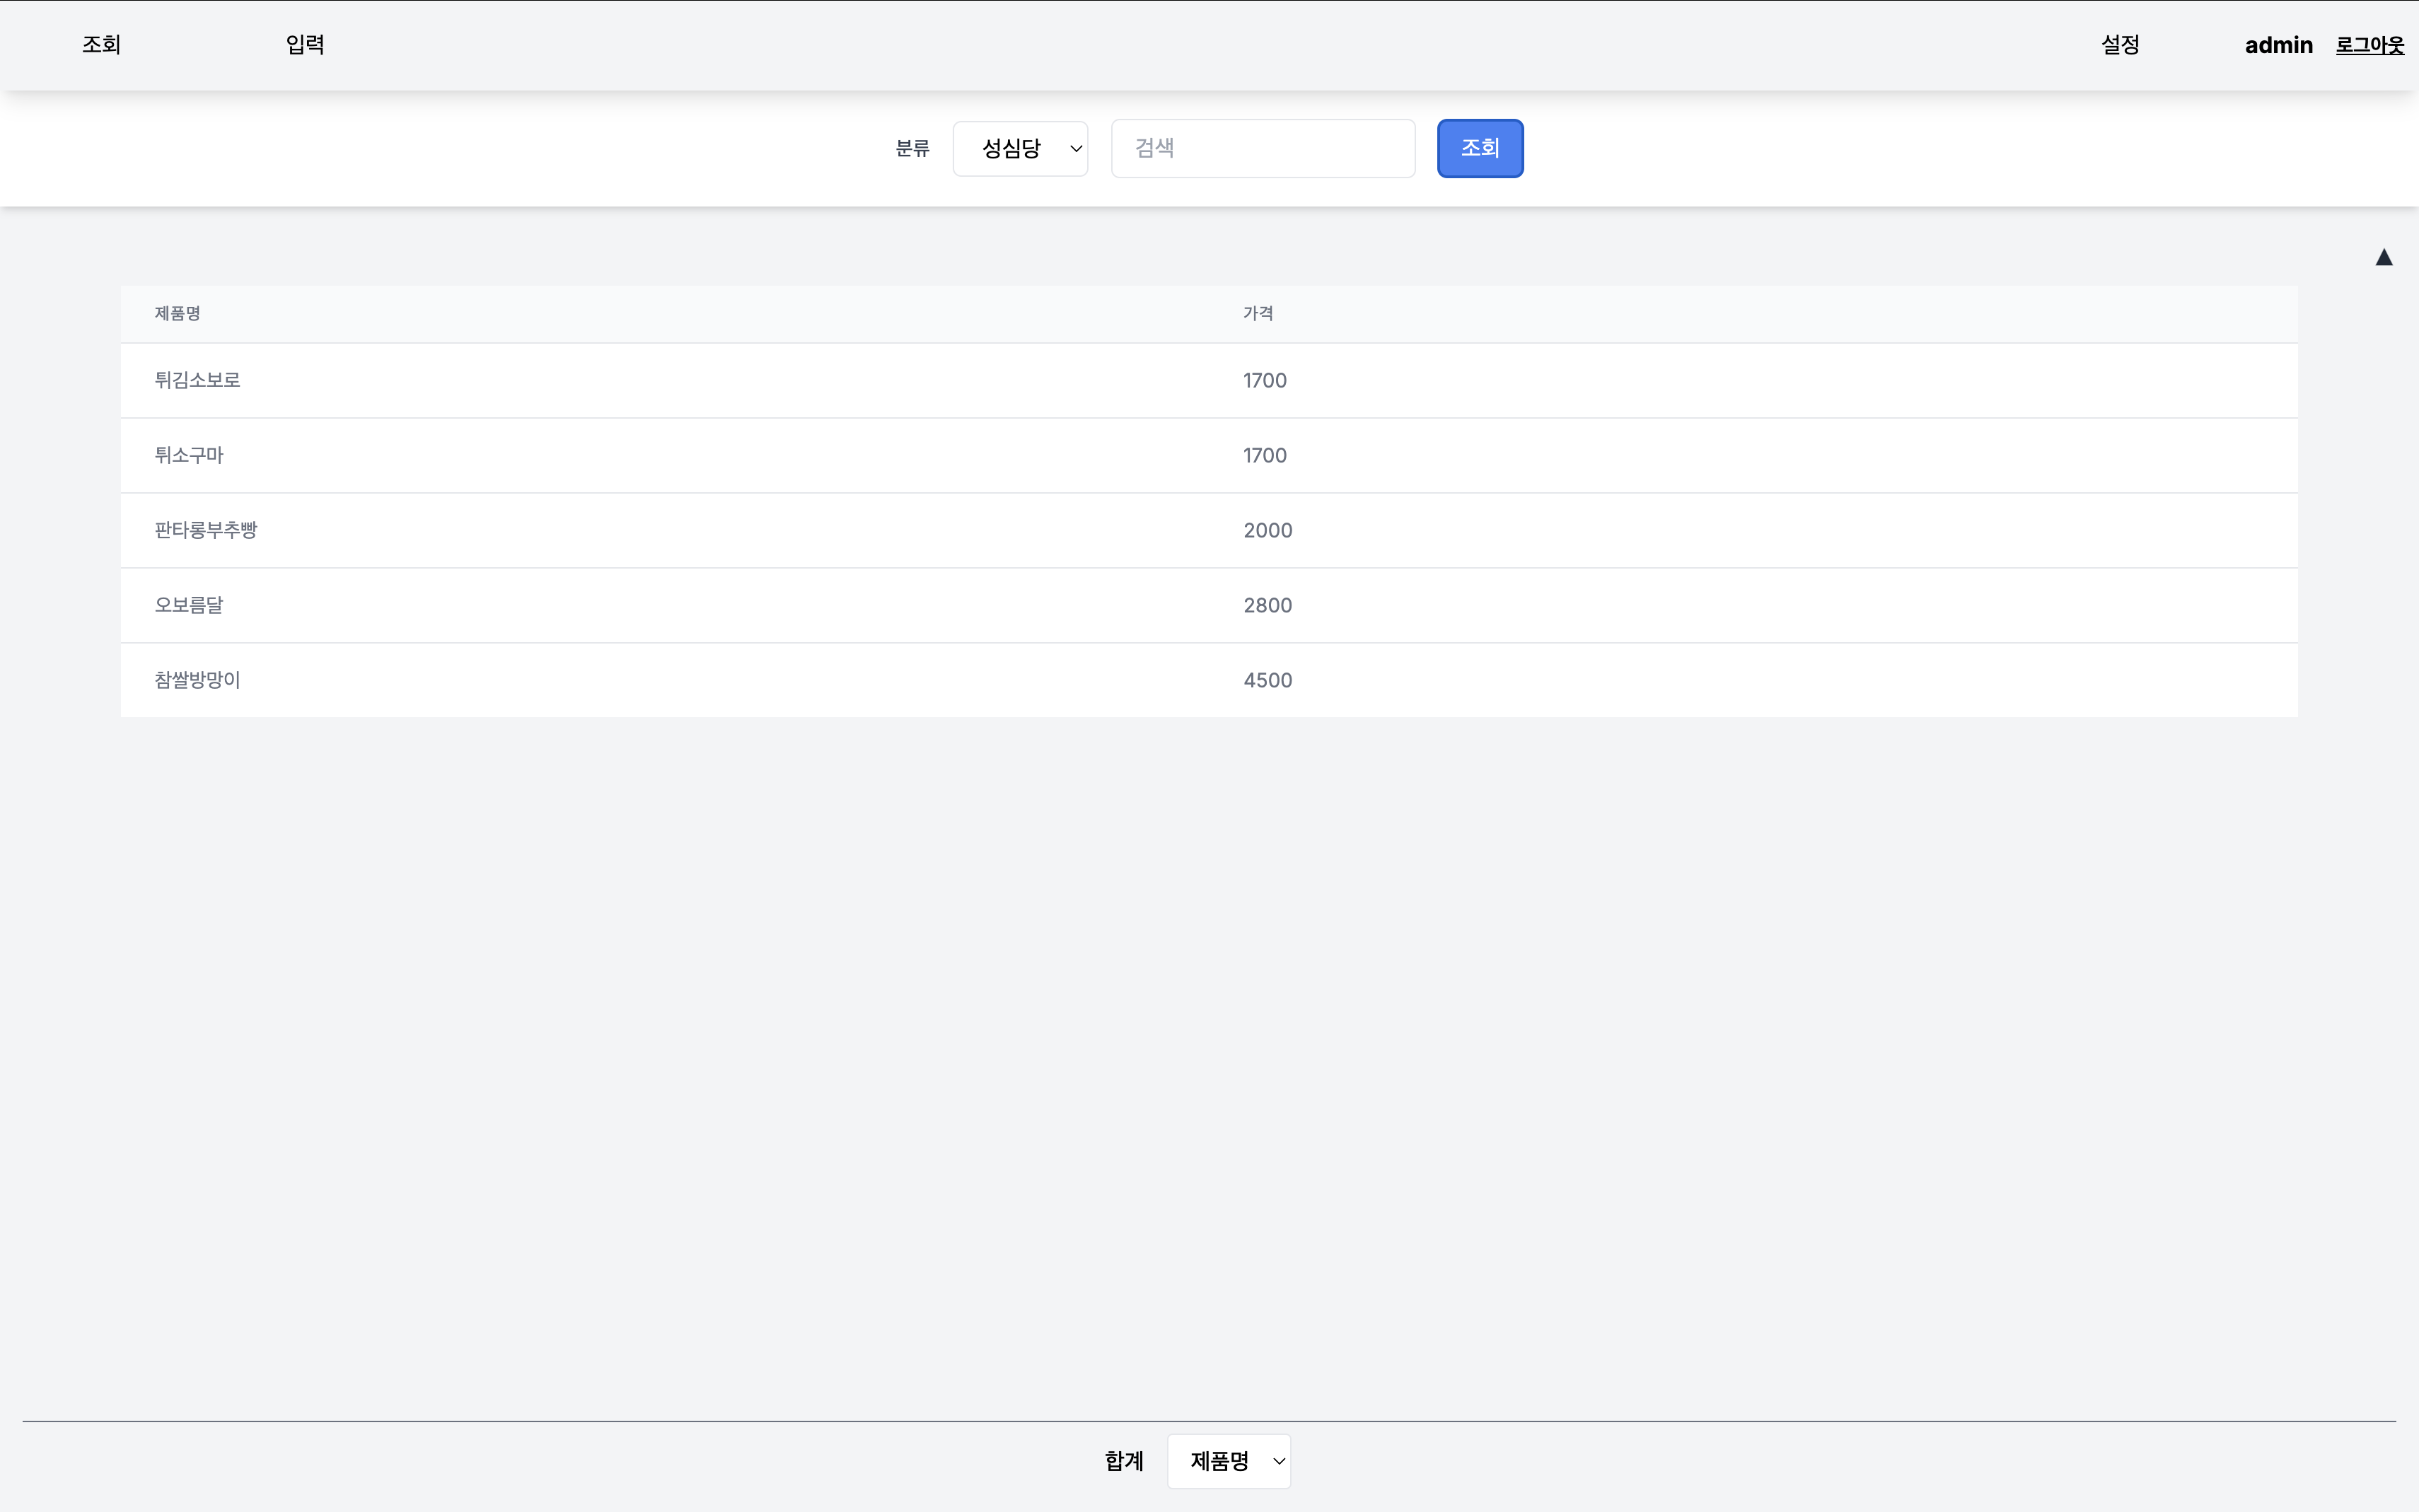 조회 입력 설정 admin 로그아웃
분류 성심당 검색 조회
▲
제품명 가격
튀김소보로 1700
튀소구마 1700
판타롱부추빵 2000
오보름달 2800
참쌀방망이 4500
합계 제품명